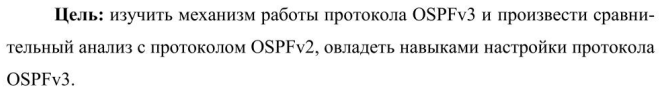 Цель: изучить механизм работы протокола OSPFv3 и произвести сравни-
тельный анализ с протоколом OSPFv2, овладеть навыками настройки протокола
OSPFv3.